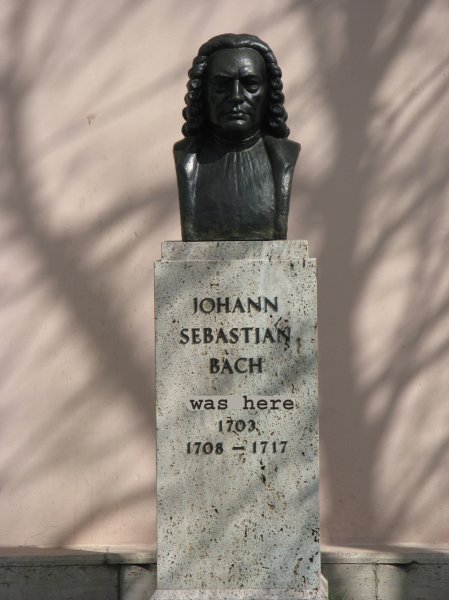 JOHANN
SEBASTIAN
BACH
was here
1703
1708 – 1717